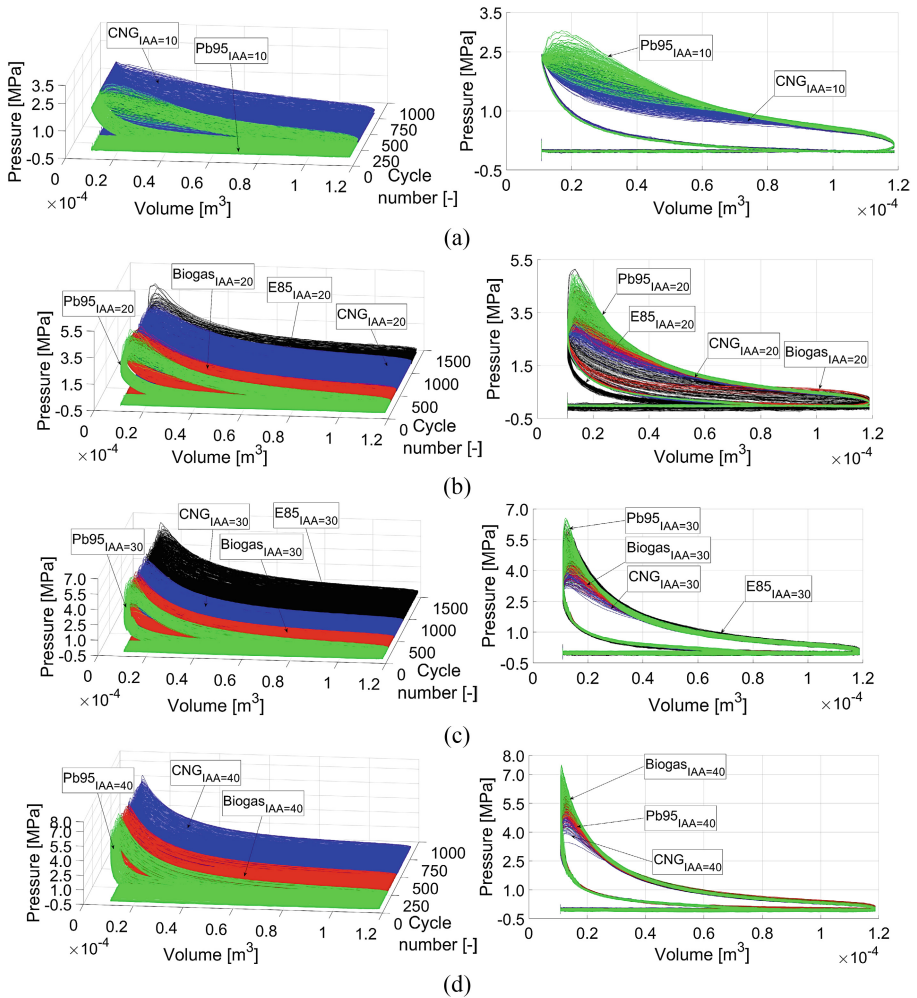 CNG_IAA=10
Pb95_IAA=10
Pressure [MPa]
3.5
2.5
1.0
-0.5
0
0.2
0.4
0.6
0.8
1
1.2
×10^-4
Volume [m^3]
1000
750
500
250
0
Cycle
number [-]
3.5
2.5
1.0
-0.5
Pressure [MPa]
Pb95_IAA=10
CNG_IAA=10
0
0.2
0.4
0.6
0.8
1
1.2
×10^-4
Volume [m^3]
(a)
Biogas_IAA=20
E85_IAA=20
Pb95_IAA=20
CNG_IAA=20
Pressure [MPa]
5.5
3.5
1.5
-0.5
0
0.2
0.4
0.6
0.8
1
1.2
×10^-4
Volume [m^3]
1500
1000
500
0
Cycle
number [-]
5.5
3.5
1.5
-0.5
Pressure [MPa]
Pb95_IAA=20
E85_IAA=20
CNG_IAA=20
Biogas_IAA=20
0
0.2
0.4
0.6
0.8
1
1.2
×10^-4
Volume [m^3]
(b)
CNG_IAA=30
E85_IAA=30
Pb95_IAA=30
Biogas_IAA=30
Pressure [MPa]
7.0
5.5
4.0
2.5
1.0
-0.5
0
0.2
0.4
0.6
0.8
1
1.2
×10^-4
Volume [m^3]
1500
1000
500
0
Cycle
number [-]
7.0
5.5
4.0
2.5
1.0
-0.5
Pressure [MPa]
Pb95_IAA=30
Biogas_IAA=30
CNG_IAA=30
E85_IAA=30
0
0.2
0.4
0.6
0.8
1
1.2
×10^-4
Volume [m^3]
(c)
Pb95_IAA=40
CNG_IAA=40
Biogas_IAA=40
Pressure [MPa]
8.0
7.0
5.5
4.0
2.5
1.0
-0.5
0
0.2
0.4
0.6
0.8
1
1.2
×10^-4
Volume [m^3]
1000
750
500
250
0
Cycle
number [-]
8.0
7.0
5.5
4.0
2.5
1.0
-0.5
Pressure [MPa]
Biogas_IAA=40
Pb95_IAA=40
CNG_IAA=40
0
0.2
0.4
0.6
0.8
1
1.2
×10^-4
Volume [m^3]
(d)